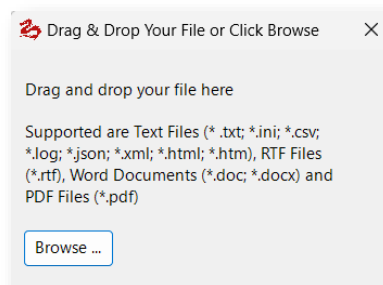 Drag & Drop Your File or Click Browse
Drag and drop your file here
Supported are Text Files (* .txt; *.ini; *.csv;
*.log; *.json; *.xml; *.html; *.htm), RTF Files
(*.rtf), Word Documents (*.doc; *.docx) and
PDF Files (*.pdf)
Browse ...